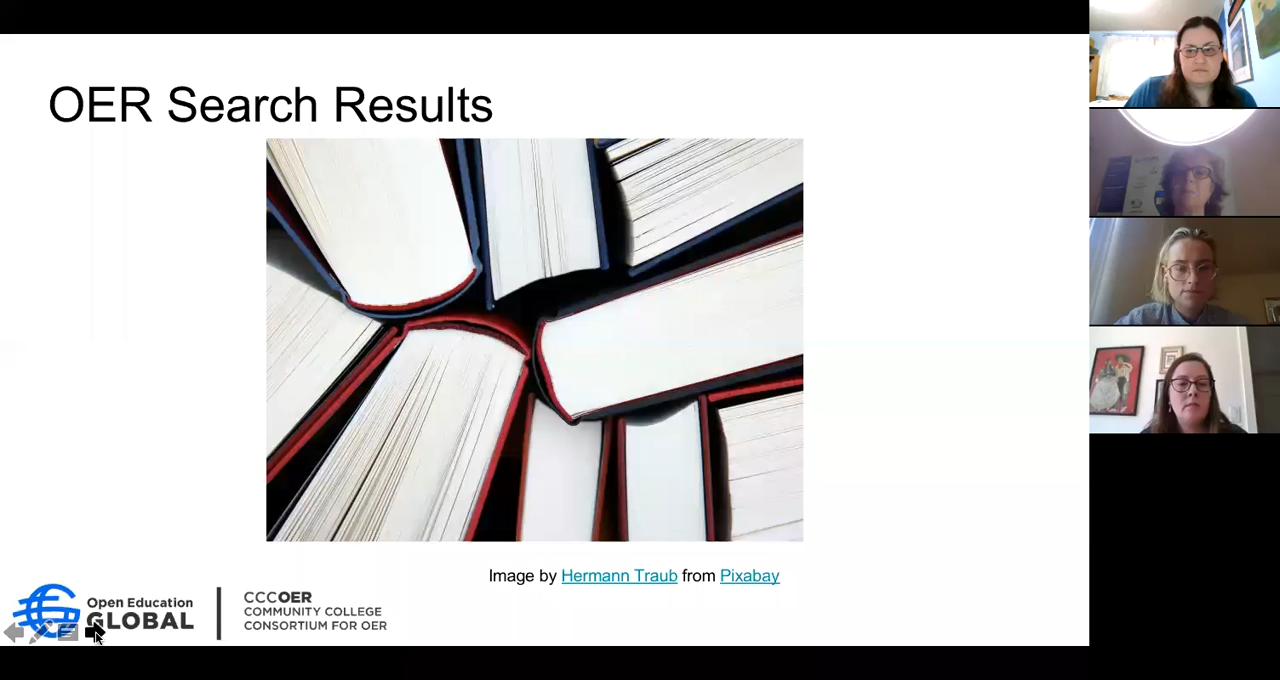 OER Search Results
Image by Hermann Traub from Pixabay
Open Education
GLOBAL
CCCOER
COMMUNITY COLLEGE
CONSORTIUM FOR OER